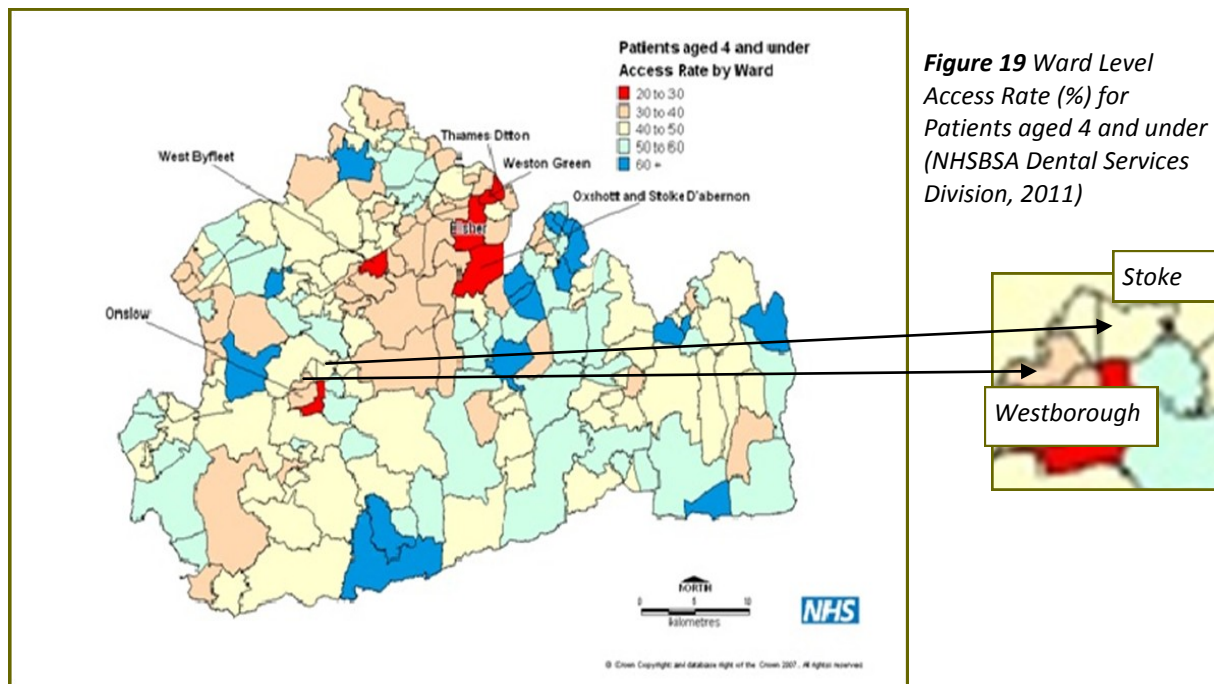 Patients aged 4 and under
Access Rate by Ward
20 to 30
30 to 40
40 to 50
50 to 60
60 +
Thames Ditton
Weston Green
West Byfleet
Oxshott and Stoke D'abernon
Esher
Onslow
NORTH
0 5 10
kilometres
NHS
© Crown Copyright and database right of the Crown 2007. All rights reserved
Figure 19 Ward Level
Access Rate (%) for
Patients aged 4 and under
(NHSBSA Dental Services
Division, 2011)
Stoke
Westborough